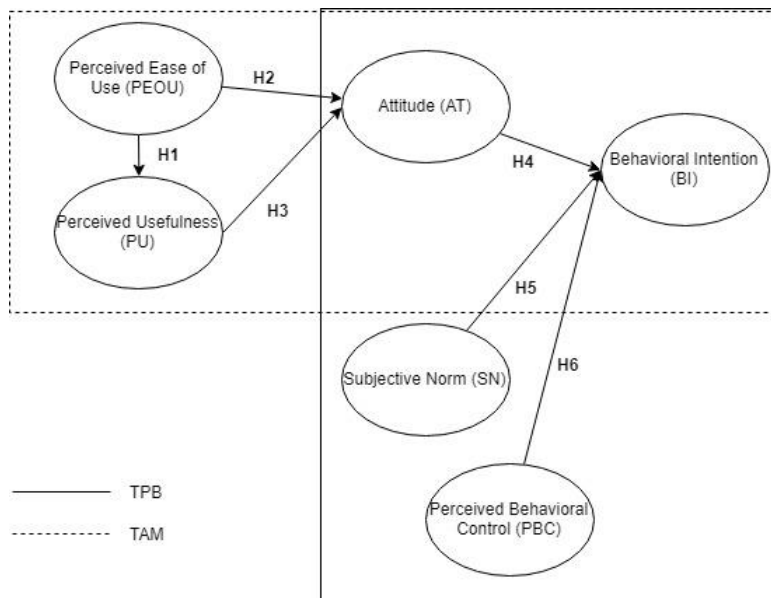 Perceived Ease of
Use (PEOU)
H2
Attitude (AT)
H1
H4
Behavioral Intention
(BI)
Perceived Usefulness
(PU)
H3
H5
Subjective Norm (SN)
H6
Perceived Behavioral
Control (PBC)
TPB
TAM